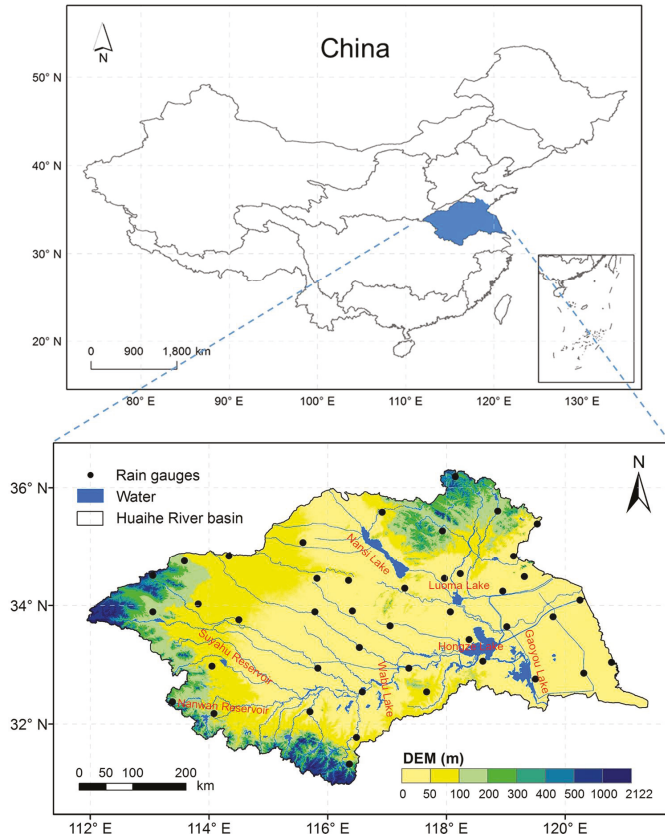 N
China
50° N
40° N
30° N
20° N
0 900 1,800 km
80° E 90° E 100° E 110° E 120° E 130° E
Rain gauges
Water
Huaihe River basin
N
36° N
34° N
32° N
Nansi Lake
Luoma Lake
Suyahu Reservoir
Hongze Lake
Gaoyou Lake
Wabu Lake
Nanwan Reservoir
DEM (m)
0 50 100 200 300 400 500 1000 2122
0 50 100 200
km
112° E 114° E 116° E 118° E 120° E